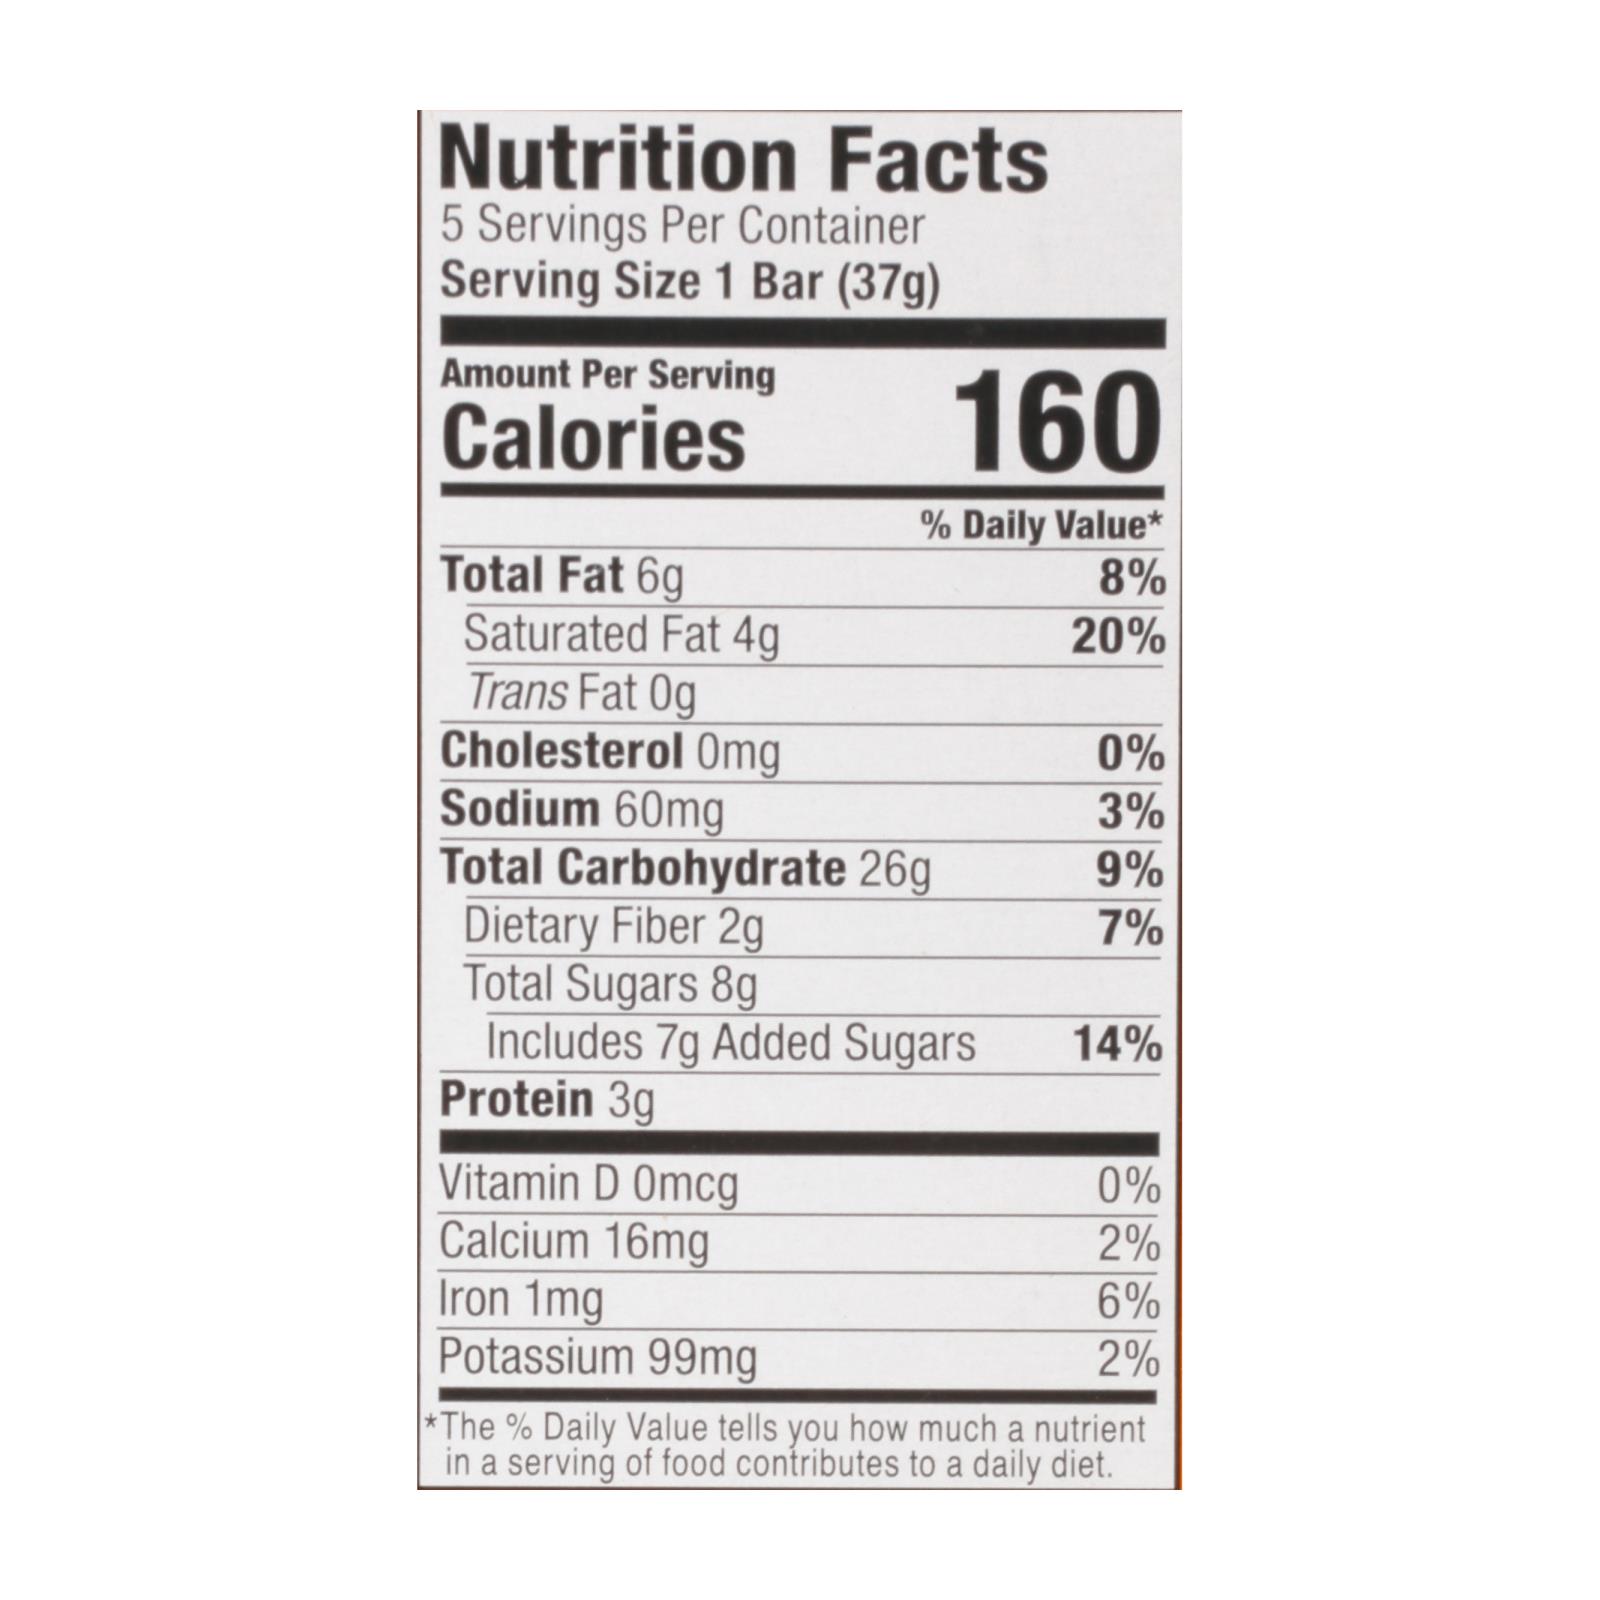 Nutrition Facts
5 Servings Per Container
Serving Size 1 Bar (37g)
Amount Per Serving
Calories 160
% Daily Value*
Total Fat 6g 8%
Saturated Fat 4g 20%
Trans Fat 0g
Cholesterol 0mg 0%
Sodium 60mg 3%
Total Carbohydrate 26g 9%
Dietary Fiber 2g 7%
Total Sugars 8g
Includes 7g Added Sugars 14%
Protein 3g
Vitamin D 0mcg 0%
Calcium 16mg 2%
Iron 1mg 6%
Potassium 99mg 2%
*The % Daily Value tells you how much a nutrient
in a serving of food contributes to a daily diet.